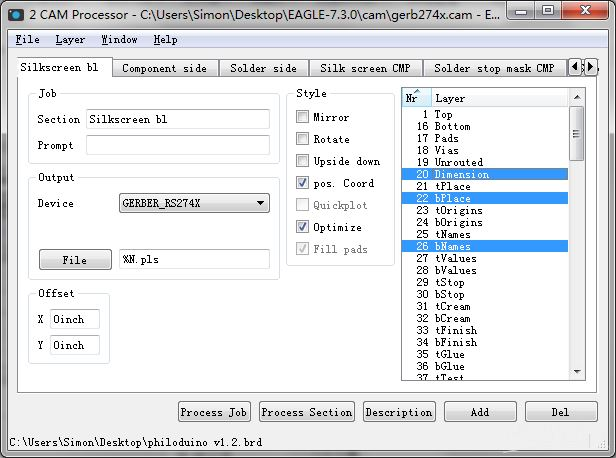 2 CAM Processor - C:\Users\Simon\Desktop\EAGLE-7.3.0\cam\gerb274x.cam - E...
File Layer Window Help
Silkscreen bl Component side Solder side Silk screen CMP Solder stop mask CMP
Job
Section Silkscreen bl
Prompt
Output
Device GERBER_RS274X
File %N.pls
Offset
X 0inch
Y 0inch
Style
Mirror
Rotate
Upside down
pos. Coord
Quickplot
Optimize
Fill pads
Nr Layer
1 Top
16 Bottom
17 Pads
18 Vias
19 Unrouted
20 Dimension
21 tPlace
22 bPlace
23 tOrigins
24 bOrigins
25 tNames
26 bNames
27 tValues
28 bValues
29 tStop
30 bStop
31 tCream
32 bCream
33 tFinish
34 bFinish
35 tGlue
36 bGlue
37 tTest
Process Job Process Section Description Add Del
C:\Users\Simon\Desktop\philoduino v1.2.brd